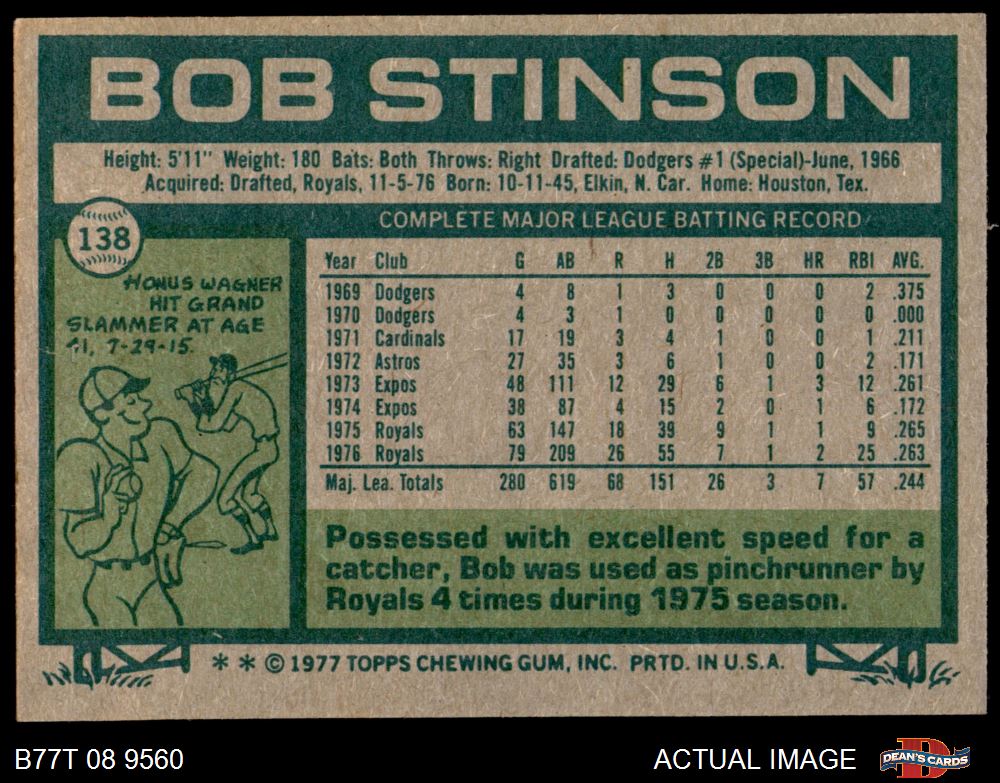 BOB STINSON
Height: 5'11" Weight: 180 Bats: Both Throws: Right Drafted: Dodgers #1 (Special)-June, 1966
Acquired: Drafted, Royals, 11-5-76 Born: 10-11-45, Elkin, N. Car. Home: Houston, Tex.
138
HONUS WAGNER
HIT GRAND
SLAMMER AT AGE
41, 7-29-15.
COMPLETE MAJOR LEAGUE BATTING RECORD
Year Club G AB R H 2B 3B HR RBI AVG.
1969 Dodgers 4 8 1 3 0 0 0 2 .375
1970 Dodgers 4 3 1 0 0 0 0 0 .000
1971 Cardinals 17 19 3 4 1 0 0 1 .211
1972 Astros 27 35 3 6 1 0 0 2 .171
1973 Expos 48 111 12 29 6 1 3 12 .261
1974 Expos 38 87 4 15 2 0 1 6 .172
1975 Royals 63 147 18 39 9 1 1 9 .265
1976 Royals 79 209 26 55 7 1 2 25 .263
Maj. Lea. Totals 280 619 68 151 26 3 7 57 .244
Possessed with excellent speed for a
catcher, Bob was used as pinchrunner by
Royals 4 times during 1975 season.
* * © 1977 TOPPS CHEWING GUM, INC. PRTD. IN U.S.A.
B77T 08 9560
ACTUAL IMAGE
D
DEAN'S CARDS